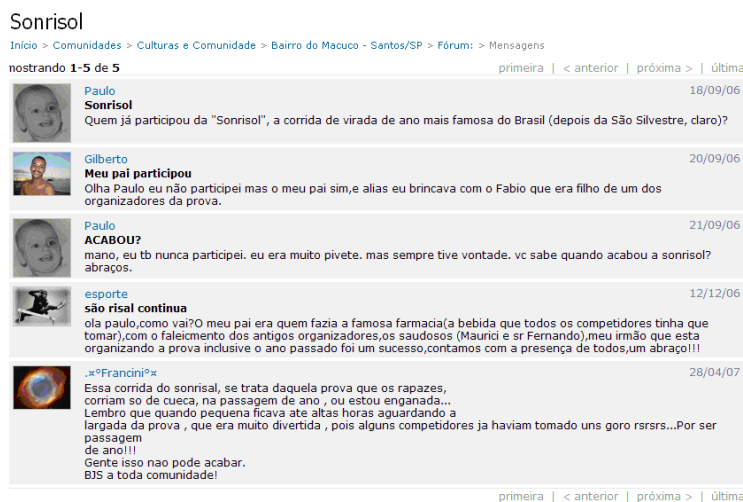 Sonrisol
Início > Comunidades > Culturas e Comunidade > Bairro do Macuco - Santos/SP > Fórum: > Mensagens
mostrando 1-5 de 5
primeira | < anterior | próxima > | última
Paulo
18/09/06
Sonrisol
Quem já participou da "Sonrisol", a corrida de virada de ano mais famosa do Brasil (depois da São Silvestre, claro)?
Gilberto
20/09/06
Meu pai participou
Olha Paulo eu não participei mas o meu pai sim,e alias eu brincava com o Fabio que era filho de um dos
organizadores da prova.
Paulo
21/09/06
ACABOU?
mano, eu tb nunca participei. eu era muito pivete. mas sempre tive vontade. vc sabe quando acabou a sonrisol?
abraços.
esporte
12/12/06
são risal continua
ola paulo,como vai?O meu pai era quem fazia a famosa farmacia(a bebida que todos os competidores tinha que
tomar),com o faleicmento dos antigos organizadores,os saudosos (Maurici e sr Fernando),meu irmão que esta
organizando a prova inclusive o ano passado foi um sucesso,contamos com a presença de todos,um abraço!!!
.¤ºFranciniº¤
28/04/07
Essa corrida do sonrisal, se trata daquela prova que os rapazes,
corriam so de cueca, na passagem de ano , ou estou enganada...
Lembro que quando pequena ficava ate altas horas aguardando a
largada da prova , que era muito divertida , pois alguns competidores ja haviam tomado uns goro rsrsrs...Por ser
passagem
de ano!!!
Gente isso nao pode acabar.
BJS a toda comunidade!
primeira | < anterior | próxima > | última